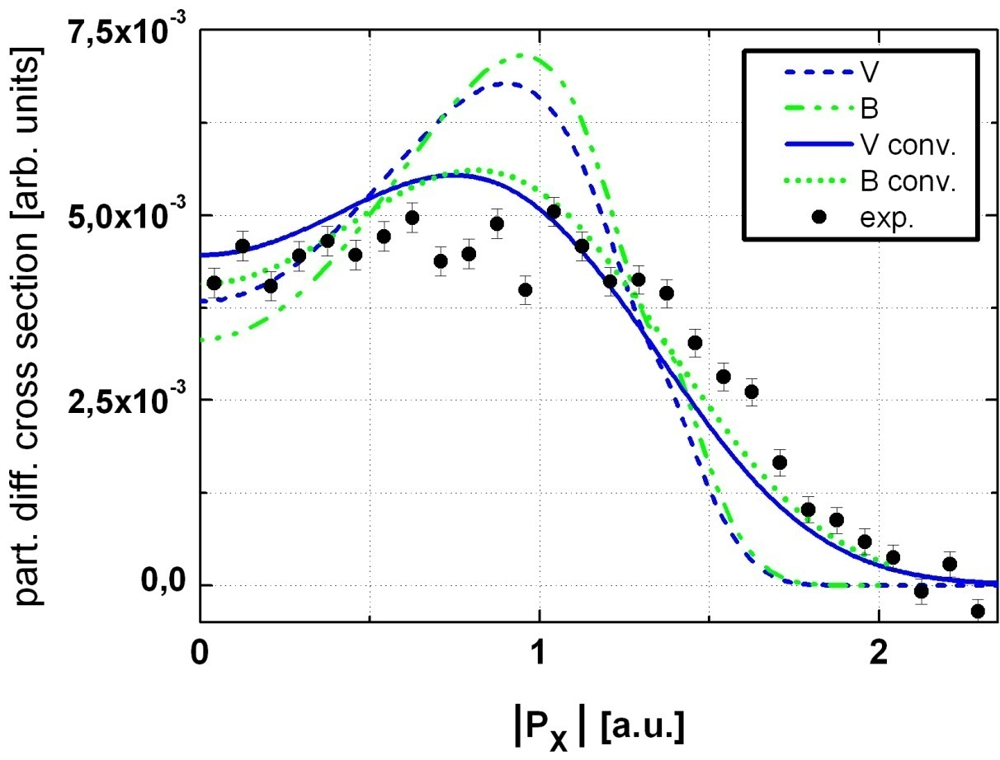 part. diff. cross section [arb. units]
7,5x10⁻³
5,0x10⁻³
2,5x10⁻³
0,0
V
B
V conv.
B conv.
exp.
0 1 2
|Pₓ| [a.u.]